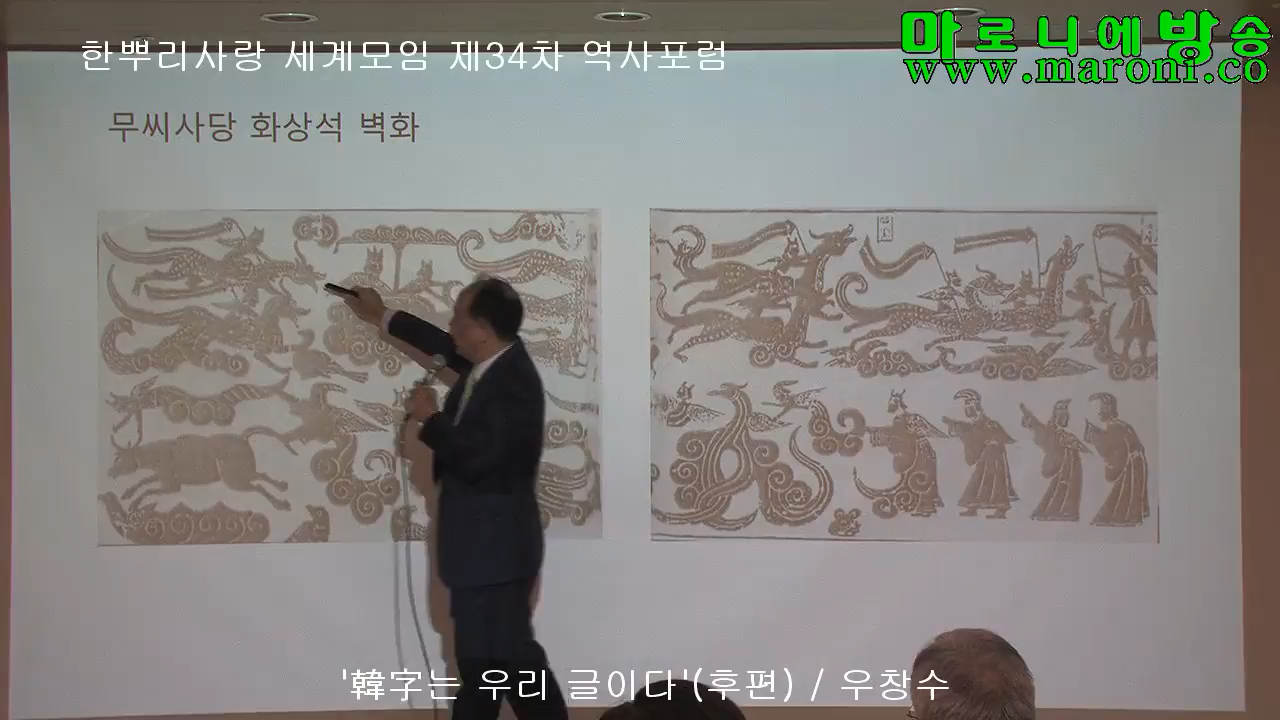 마로니에방송
한뿌리사랑 세계모임 제34차 역사포럼
www.maroni.co
무씨사당 화상석 벽화
'韓字'는 우리 글이다'(후편) / 우창수